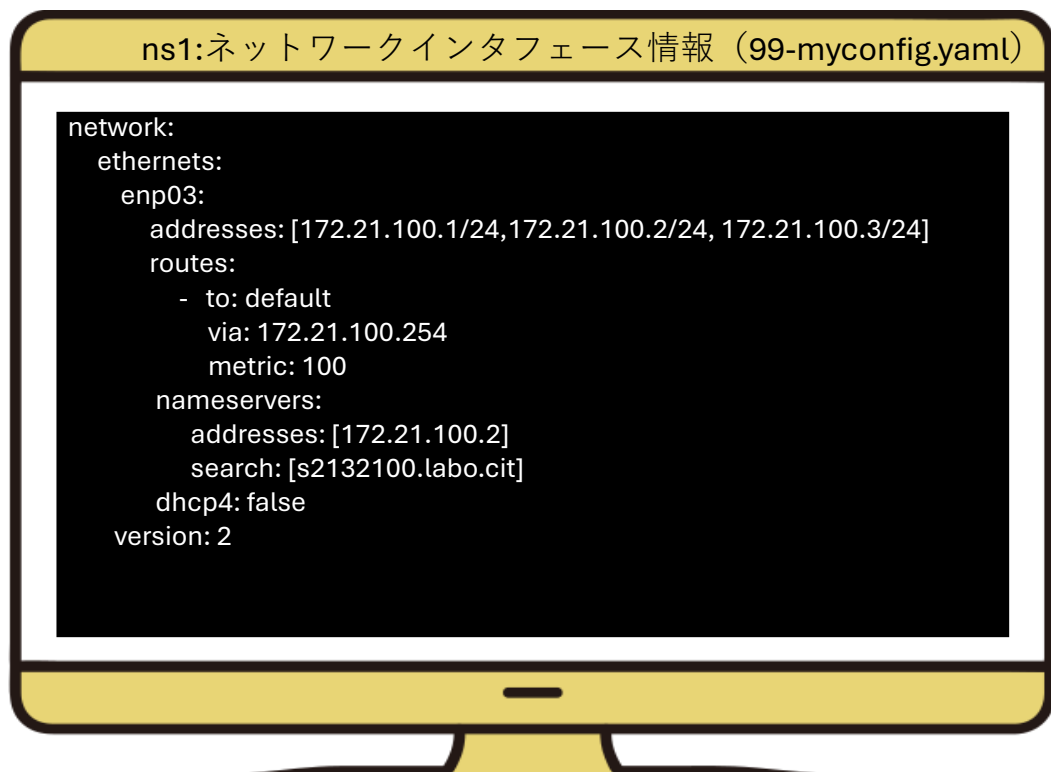 ns1:ネットワークインタフェース情報（99-myconfig.yaml）
network:
ethernets:
enp03:
addresses: [172.21.100.1/24,172.21.100.2/24, 172.21.100.3/24]
routes:
- to: default
via: 172.21.100.254
metric: 100
nameservers:
addresses: [172.21.100.2]
search: [s2132100.labo.cit]
dhcp4: false
version: 2